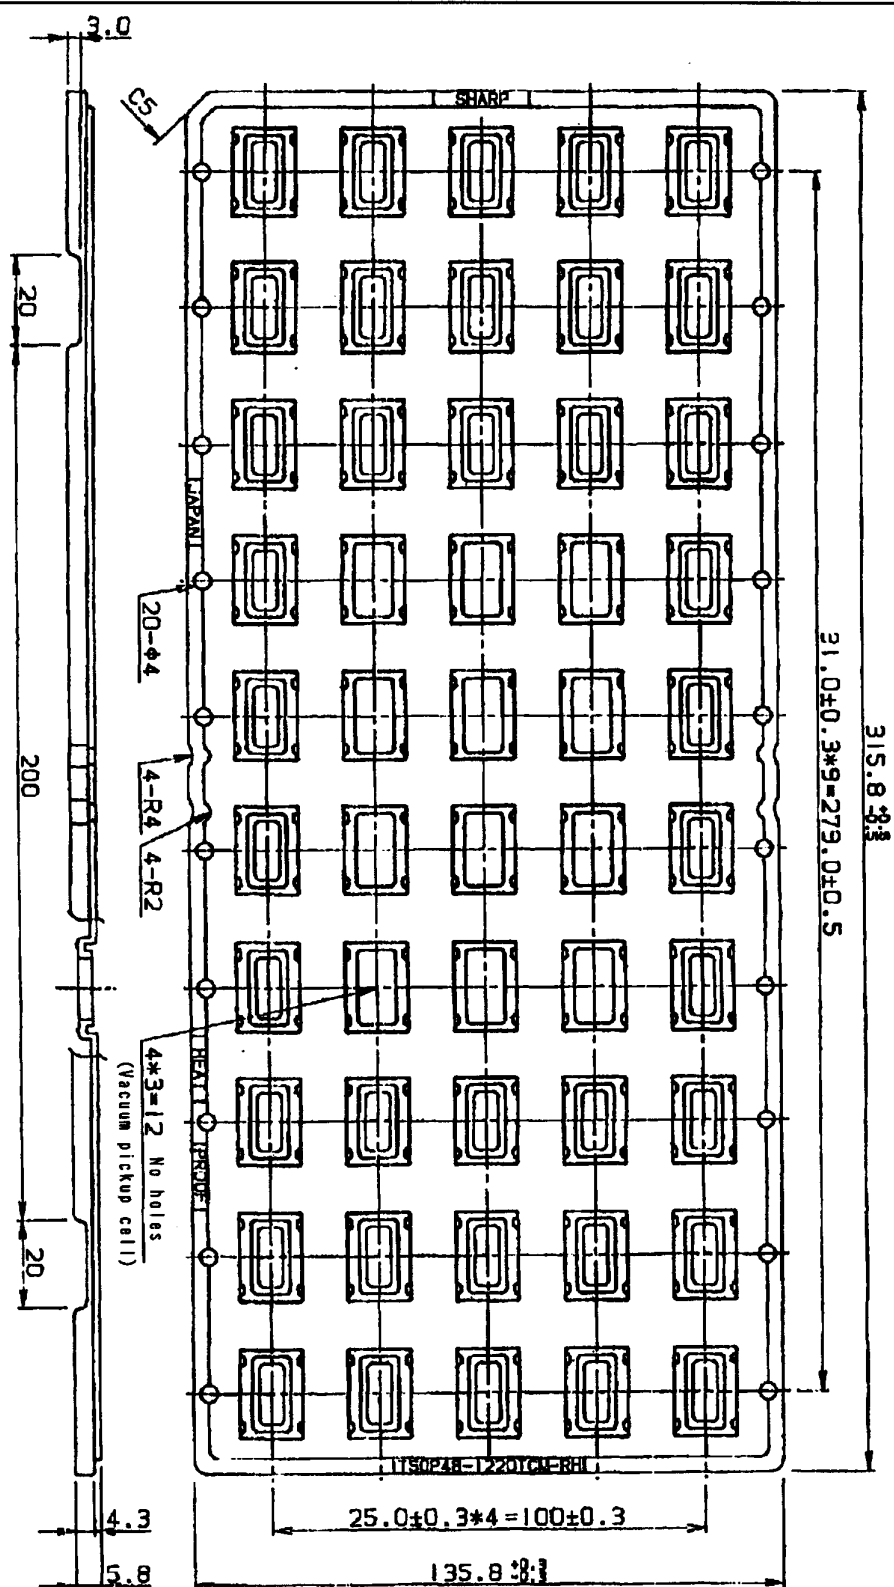 3.0
C5
SHARP
20
JAPAN
20-φ4
200
4-R4
4-R2
31.0±0.3*9=279.0±0.5
315.8
4*3=12 No holes
(Vacuum pickup cell)
HEAT
PROOF
20
TSOP48-1220TCM-RH
4.3
25.0±0.3*4=100±0.3
5.8
135.8